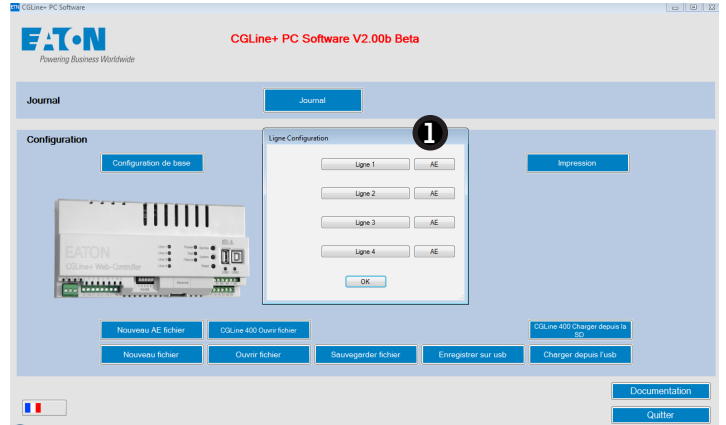 CGLine+ PC Software
EATON
Powering Business Worldwide
CGLine+ PC Software V2.00b Beta
Journal
Journal
Configuration
Configuration de base
Ligne Configuration
1
Ligne 1
AE
Ligne 2
AE
Ligne 3
AE
Ligne 4
AE
OK
Impression
EATON
CGLine+ Web-Controller
Nouveau AE fichier
CGLine 400 Ouvrir fichier
CGLine 400 Charger depuis la
SD
Nouveau fichier
Ouvrir fichier
Sauvegarder fichier
Enregistrer sur usb
Charger depuis l'usb
Documentation
Quitter